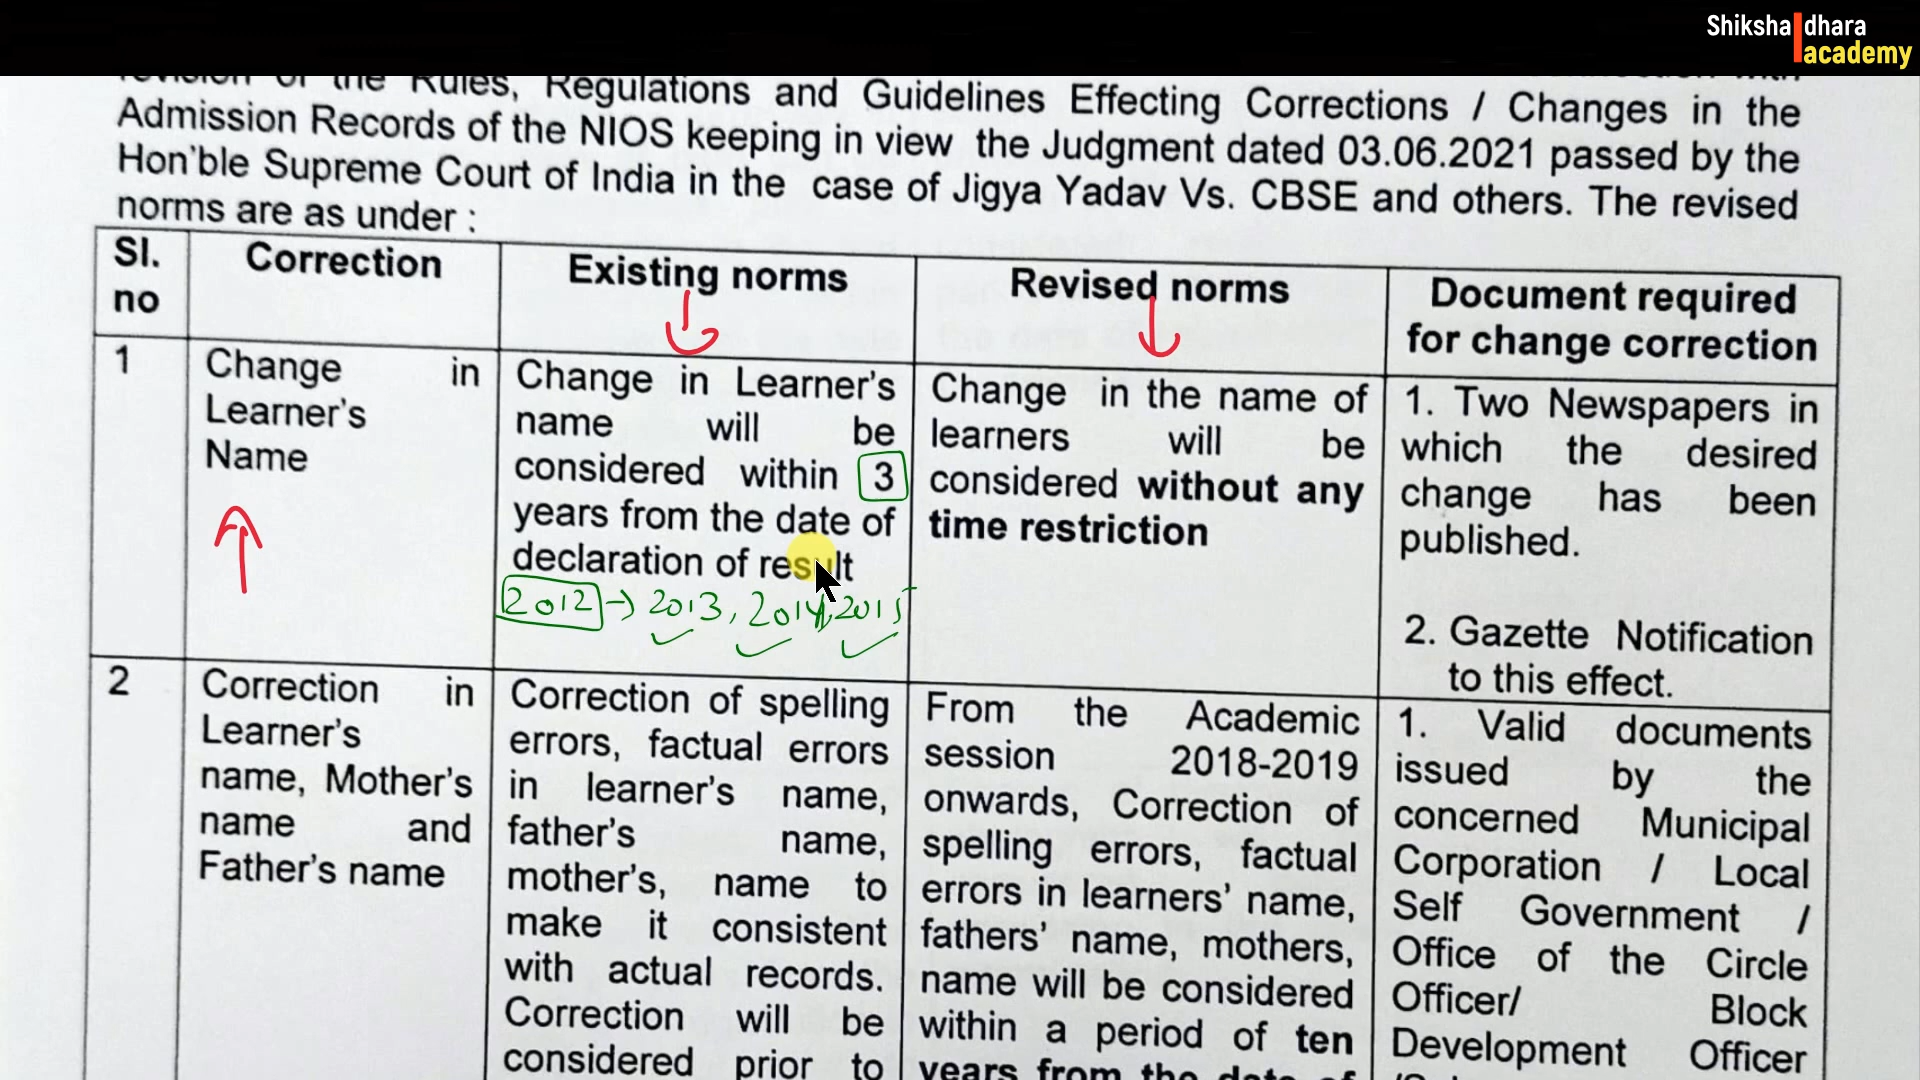 Shiksha dhara
academy
revision of the Rules, Regulations and Guidelines Effecting Corrections / Changes in the
Admission Records of the NIOS keeping in view the Judgment dated 03.06.2021 passed by the
Hon'ble Supreme Court of India in the case of Jigya Yadav Vs. CBSE and others. The revised
norms are as under :
Sl.
no
Correction
Existing norms
Revised norms
Document required
for change correction
1
Change in
Learner's
Name
Change in Learner's
name will be
considered within 3
years from the date of
declaration of result
2012 → 2013, 2014, 2015
Change in the name of
learners will be
considered without any
time restriction
1. Two Newspapers in
which the desired
change has been
published.
2. Gazette Notification
to this effect.
2
Correction in
Learner's
name, Mother's
name and
Father's name
Correction of spelling
errors, factual errors
in learner's name,
father's name,
mother's, name to
make it consistent
with actual records.
Correction will be
considered prior to
From the Academic
session 2018-2019
onwards, Correction of
spelling errors, factual
errors in learners' name,
fathers' name, mothers,
name will be considered
within a period of ten
years from the date of
1. Valid documents
issued by the
concerned Municipal
Corporation / Local
Self Government /
Office of the Circle
Officer/ Block
Development Officer